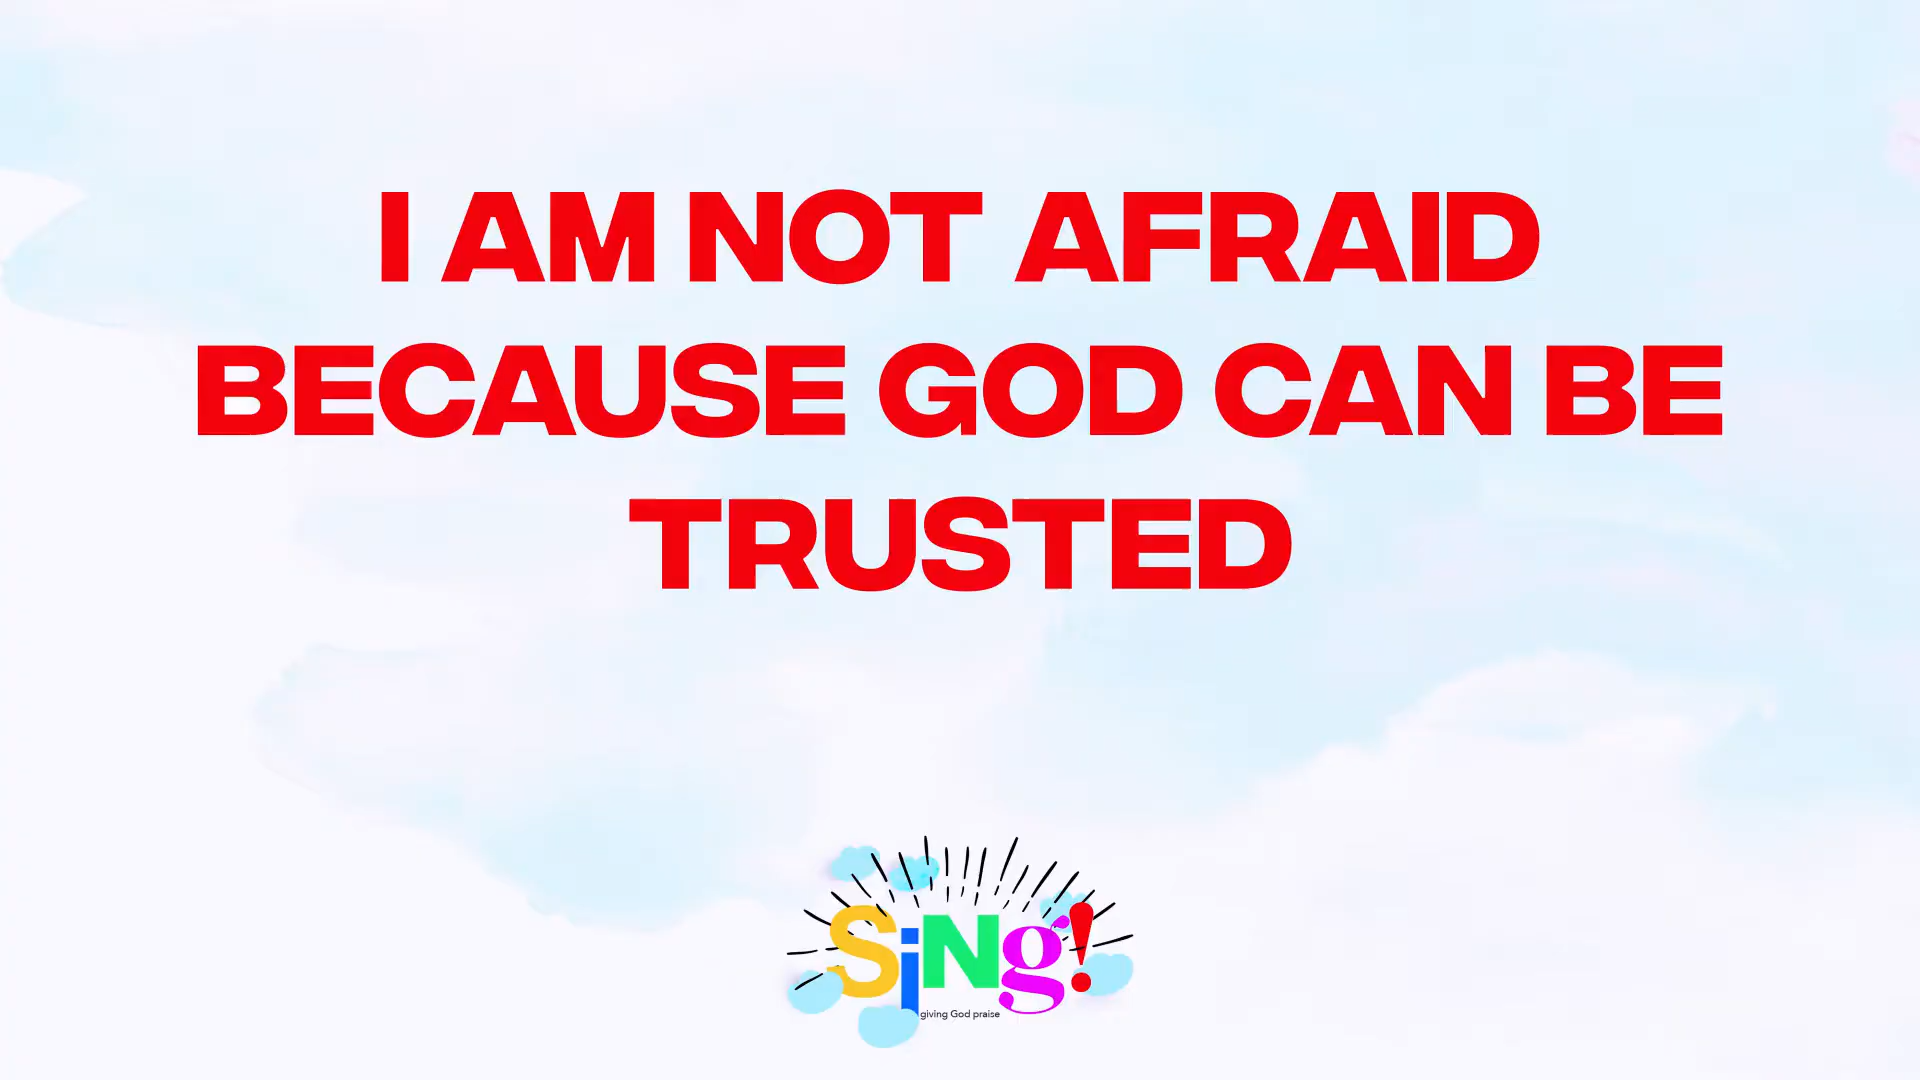 I AM NOT AFRAID
BECAUSE GOD CAN BE
TRUSTED
SiNg!
giving God praise